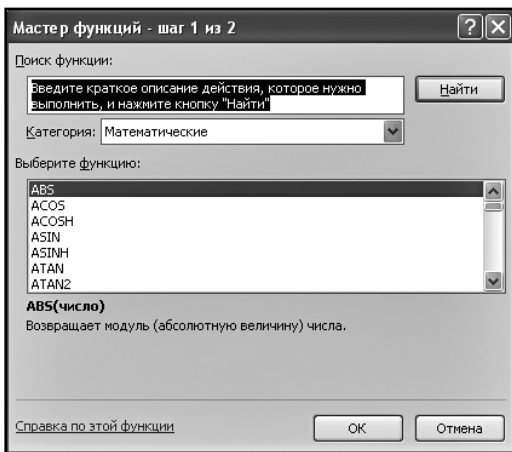 Мастер функций - шаг 1 из 2
Поиск функции:
Введите краткое описание действия, которое нужно
выполнить, и нажмите кнопку "Найти"
Найти
Категория: Математические
Выберите функцию:
ABS
ACOS
ACOSH
ASIN
ASINH
ATAN
ATAN2
ABS(число)
Возвращает модуль (абсолютную величину) числа.
Справка по этой функции
ОК
Отмена